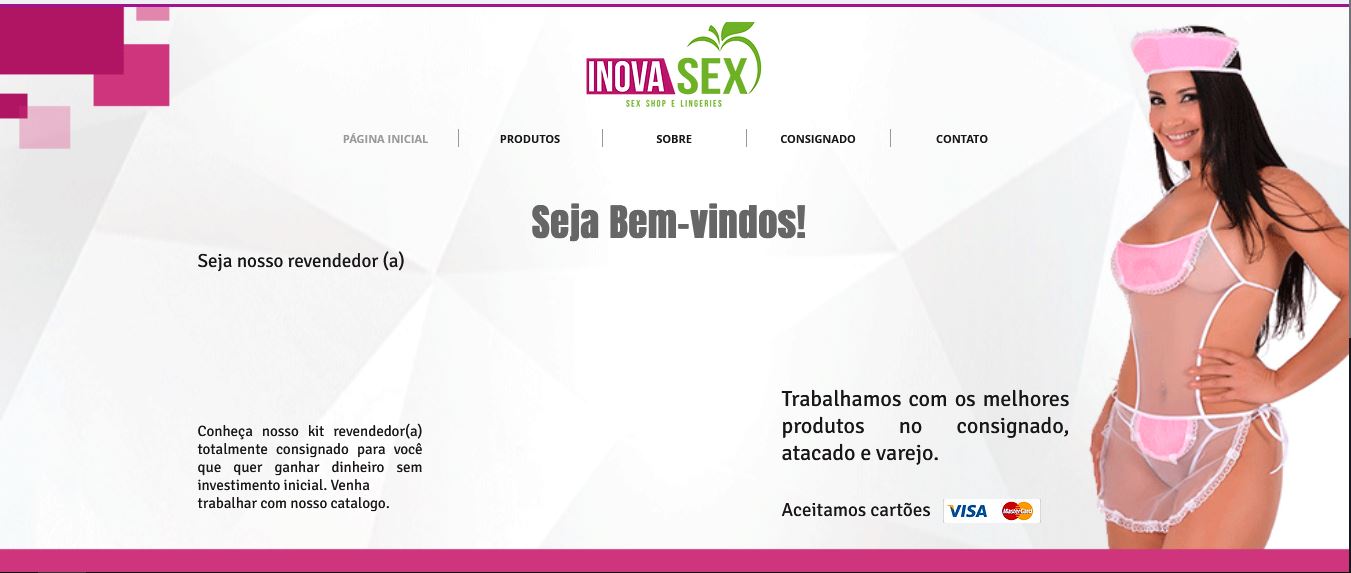 INOVA SEX
SEX SHOP E LINGERIES
PÁGINA INICIAL
PRODUTOS
SOBRE
CONSIGNADO
CONTATO
Seja Bem-vindos!
Seja nosso revendedor (a)
Conheça nosso kit revendedor(a)
totalmente consignado para você
que quer ganhar dinheiro sem
investimento inicial. Venha
trabalhar com nosso catalogo.
Trabalhamos com os melhores
produtos no consignado,
atacado e varejo.
Aceitamos cartões VISA MasterCard